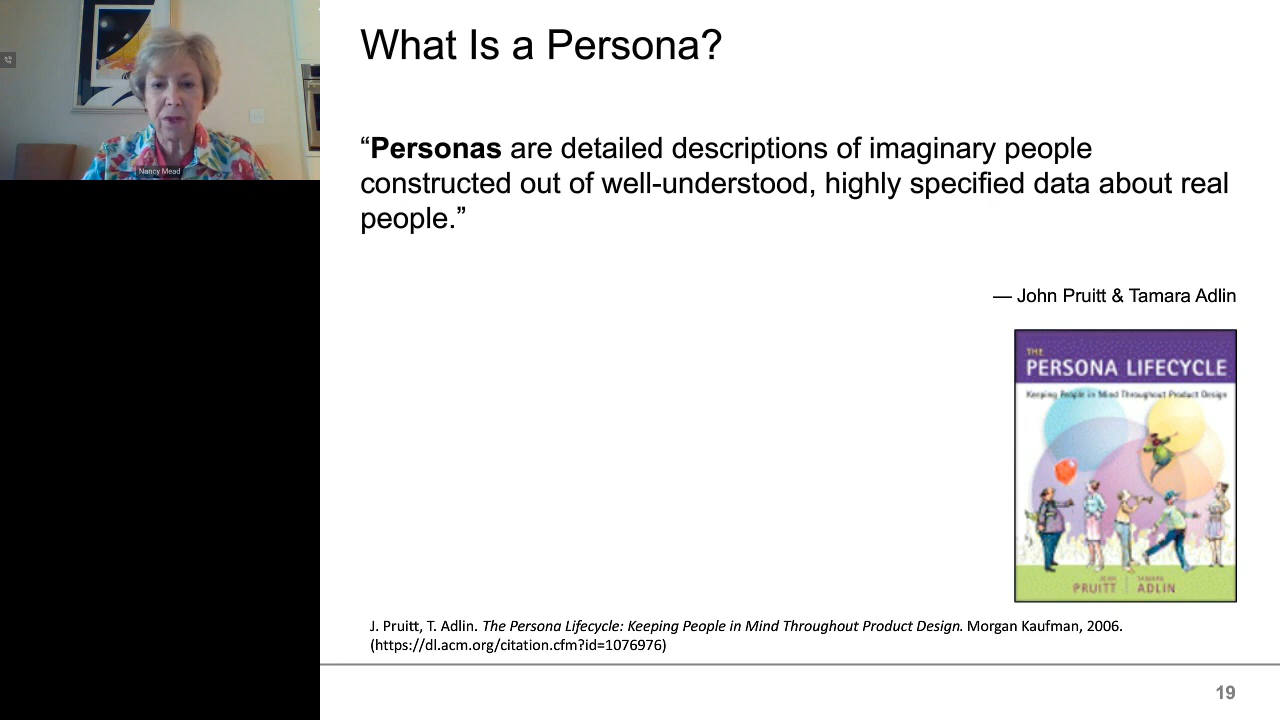 Nancy Mead
What Is a Persona?
“Personas are detailed descriptions of imaginary people
constructed out of well-understood, highly specified data about real
people.”
— John Pruitt & Tamara Adlin
THE
PERSONA LIFECYCLE
Keeping People in Mind Throughout Product Design
JOHN PRUITT
TAMARA ADLIN
J. Pruitt, T. Adlin. The Persona Lifecycle: Keeping People in Mind Throughout Product Design. Morgan Kaufman, 2006.
(https://dl.acm.org/citation.cfm?id=1076976)
19